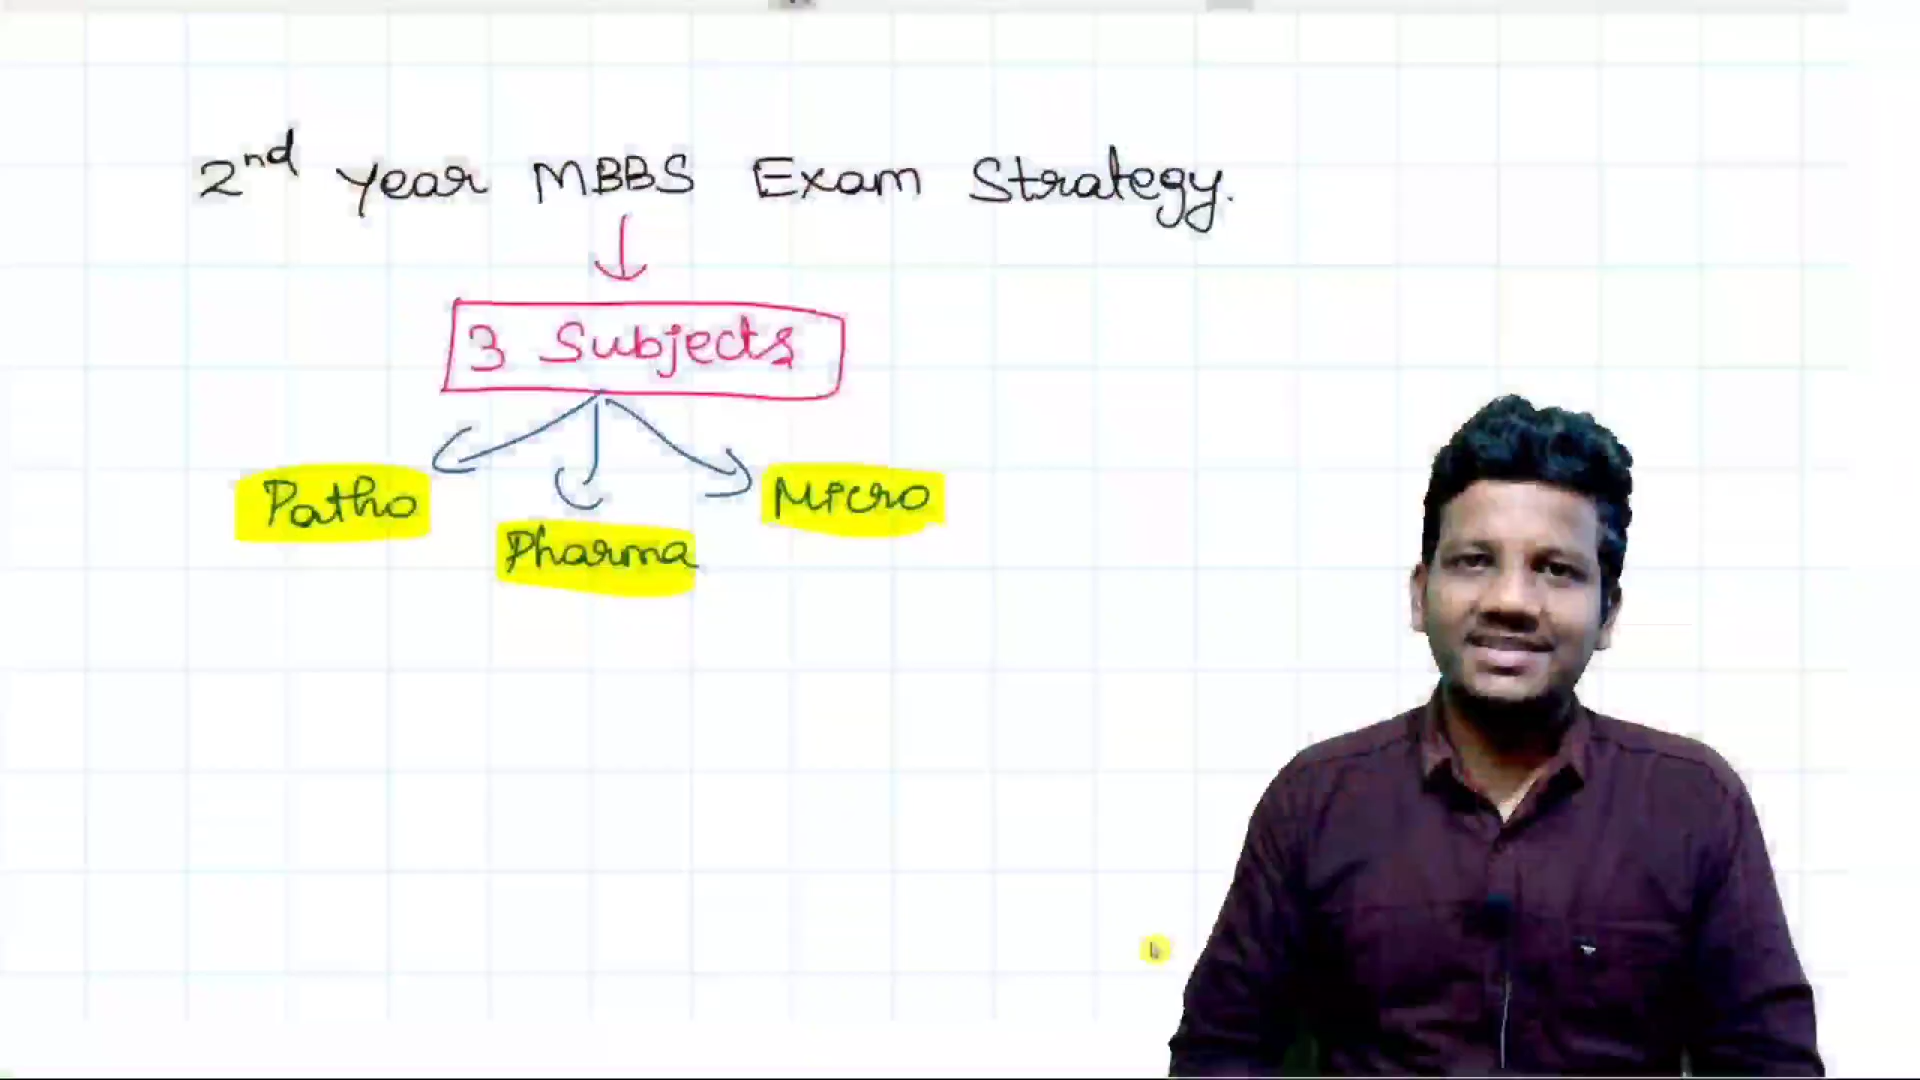 2nd Year MBBS Exam Strategy.
3 Subjects
Patho
Pharma
Micro